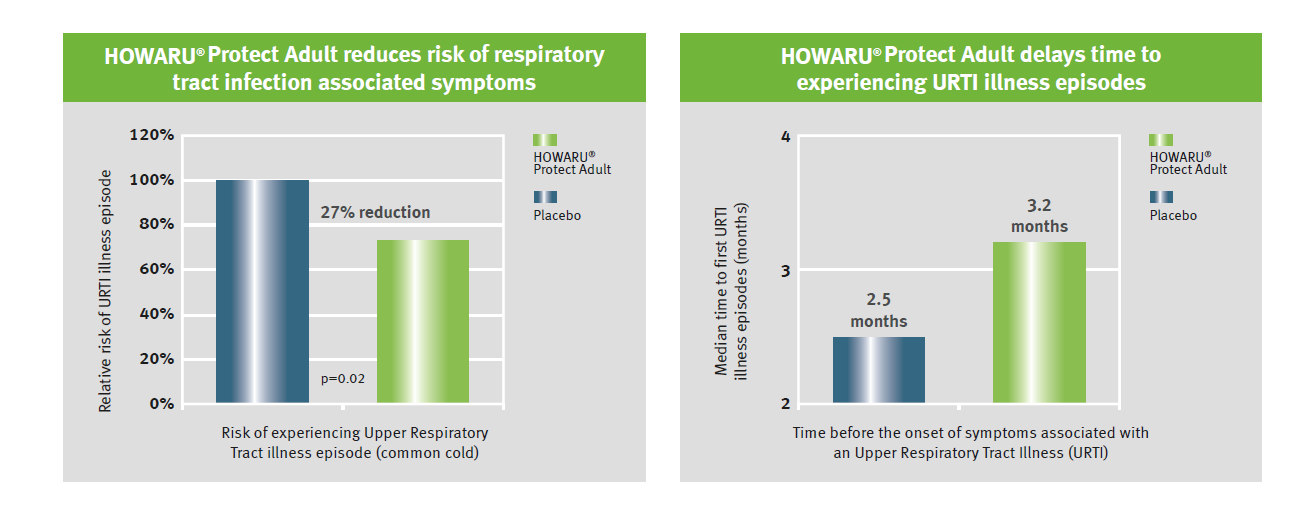 HOWARU® Protect Adult reduces risk of respiratory
tract infection associated symptoms
Relative risk of URTI illness episode
120%
100%
80%
60%
40%
20%
0%
27% reduction
p=0.02
HOWARU®
Protect Adult
Placebo
Risk of experiencing Upper Respiratory
Tract illness episode (common cold)
HOWARU® Protect Adult delays time to
experiencing URTI illness episodes
Median time to first URTI
illness episodes (months)
4
3
2
2.5
months
3.2
months
HOWARU®
Protect Adult
Placebo
Time before the onset of symptoms associated with
an Upper Respiratory Tract Illness (URTI)